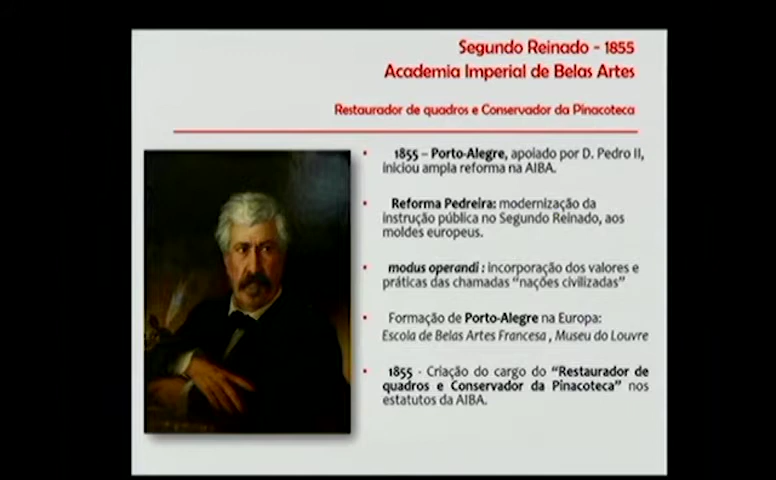 Segundo Reinado - 1855
Academia Imperial de Belas Artes
Restaurador de quadros e Conservador da Pinacoteca
• 1855 – Porto-Alegre, apoiado por D. Pedro II,
iniciou ampla reforma na AIBA.
• Reforma Pedreira: modernização da
instrução pública no Segundo Reinado, aos
moldes europeus.
• modus operandi : incorporação dos valores e
práticas das chamadas “nações civilizadas”
• Formação de Porto-Alegre na Europa:
Escola de Belas Artes Francesa , Museu do Louvre
• 1855 - Criação do cargo do “Restaurador de
quadros e Conservador da Pinacoteca” nos
estatutos da AIBA.